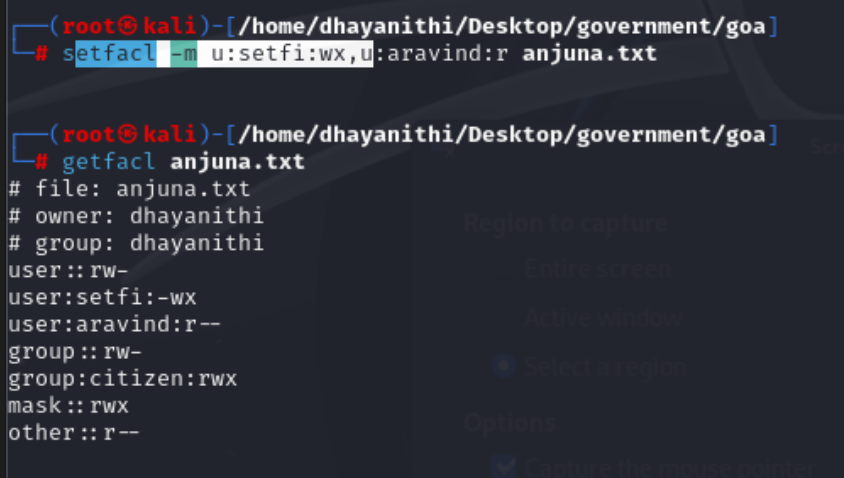 ┌──(root㉿kali)-[/home/dhayanithi/Desktop/government/goa]
└─# setfacl -m u:setfi:wx,u:aravind:r anjuna.txt
┌──(root㉿kali)-[/home/dhayanithi/Desktop/government/goa]
└─# getfacl anjuna.txt
# file: anjuna.txt
# owner: dhayanithi
# group: dhayanithi
user::rw-
user:setfi:-wx
user:aravind:r--
group::rw-
group:citizen:rwx
mask::rwx
other::r--
Region to capture
Entire screen
Active window
Select a region
Options
Capture the mouse pointer